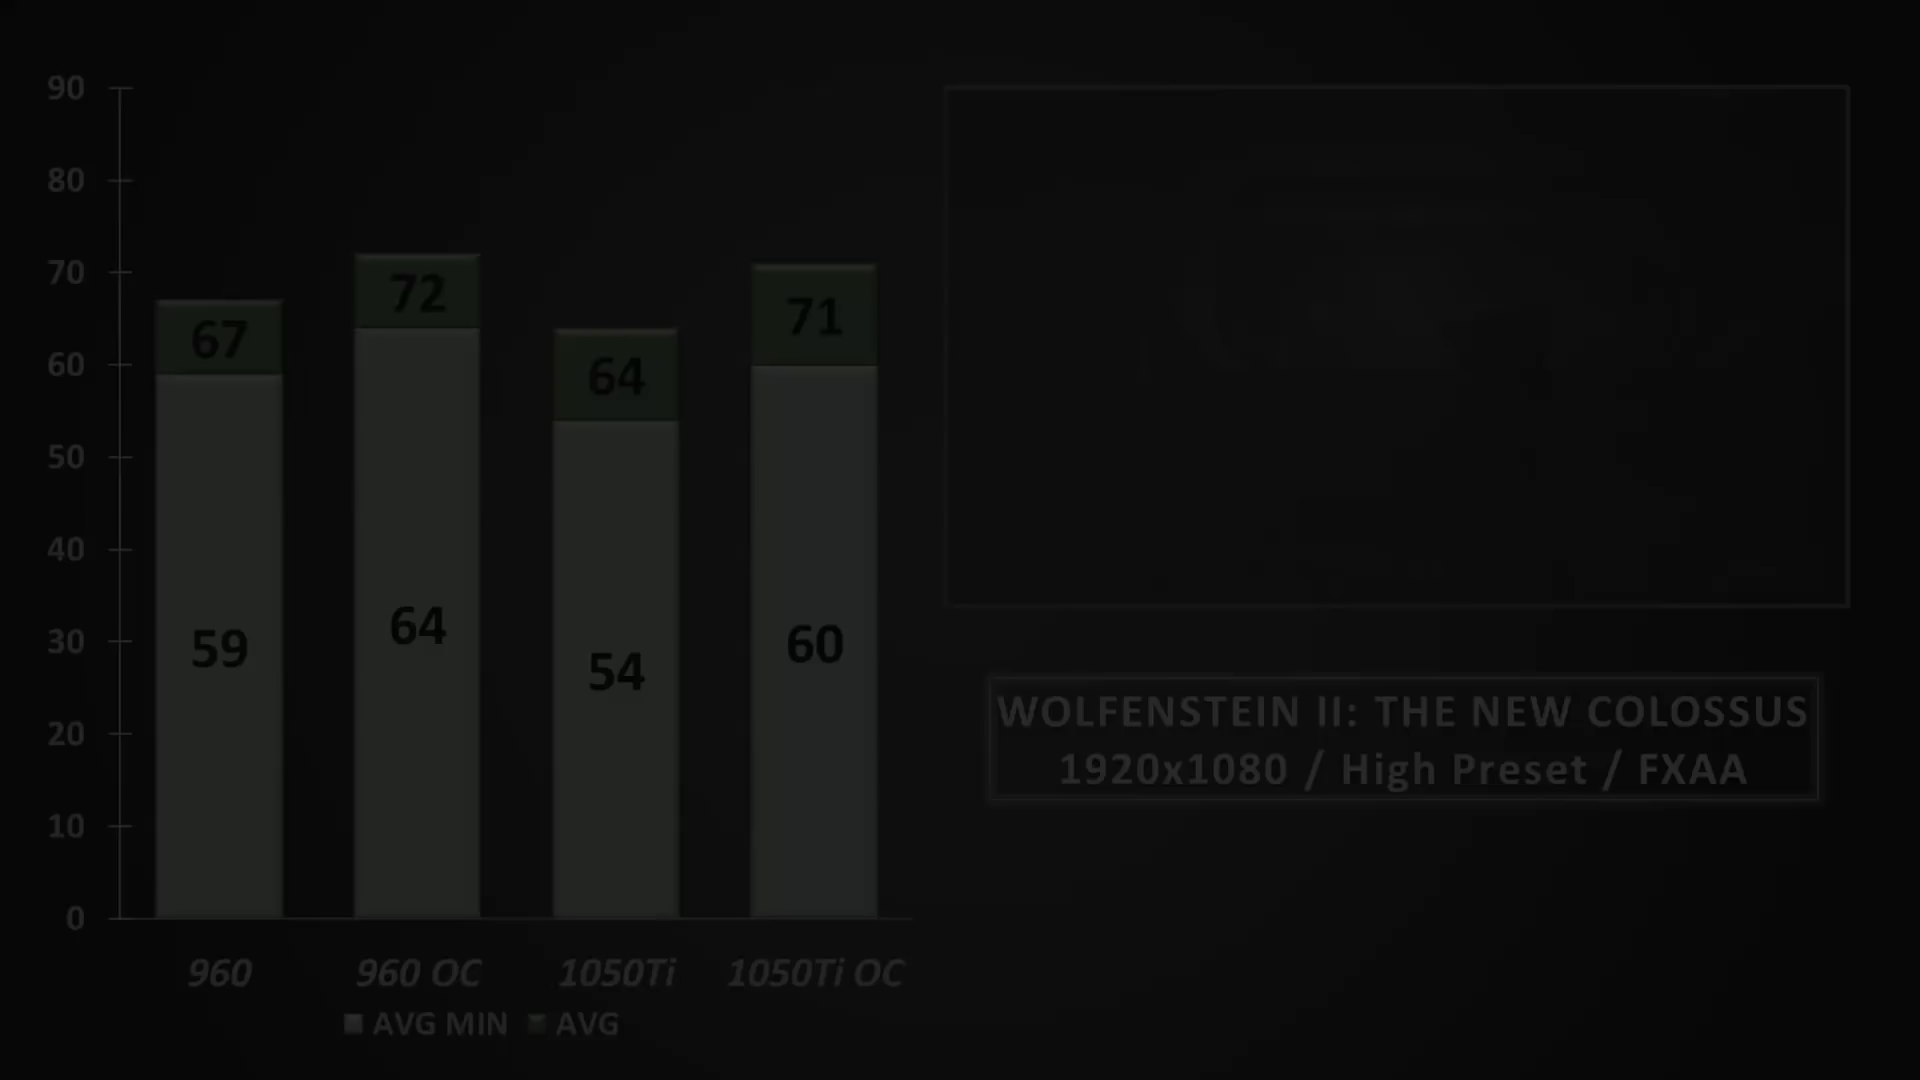 90
80
70
60
50
40
30
20
10
0
67
72
64
71
59
64
54
60
960
960 OC
1050Ti
1050Ti OC
AVG MIN
AVG
WOLFENSTEIN II: THE NEW COLOSSUS
1920x1080 / High Preset / FXAA